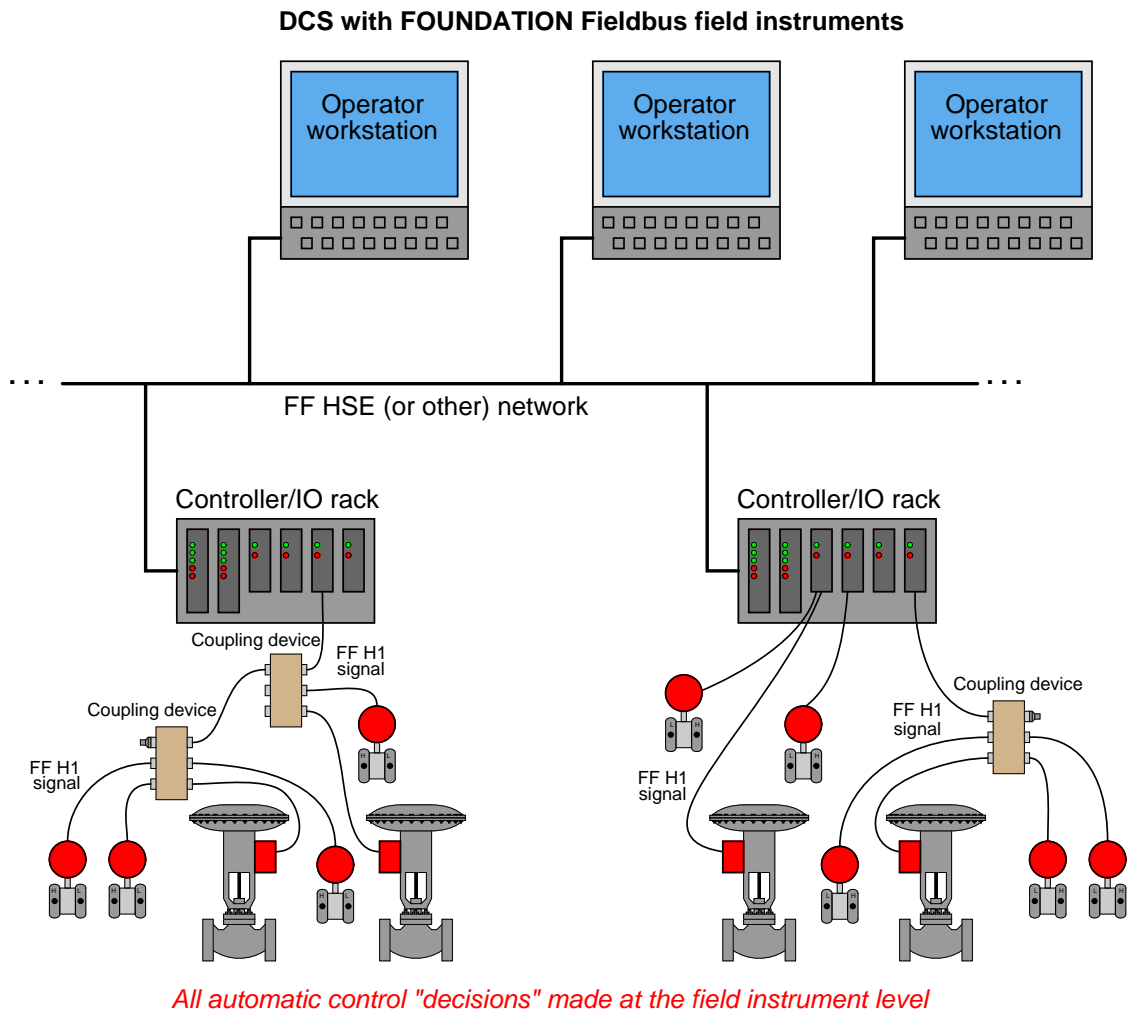 DCS with FOUNDATION Fieldbus field instruments
Operator
workstation
Operator
workstation
Operator
workstation
. . .
. . .
FF HSE (or other) network
Controller/IO rack
Controller/IO rack
Coupling device
FF H1
signal
Coupling device
Coupling device
FF H1
signal
FF H1
signal
FF H1
signal
L H
L H
H L
H L
H L
H L
L H
L H
L H
All automatic control "decisions" made at the field instrument level